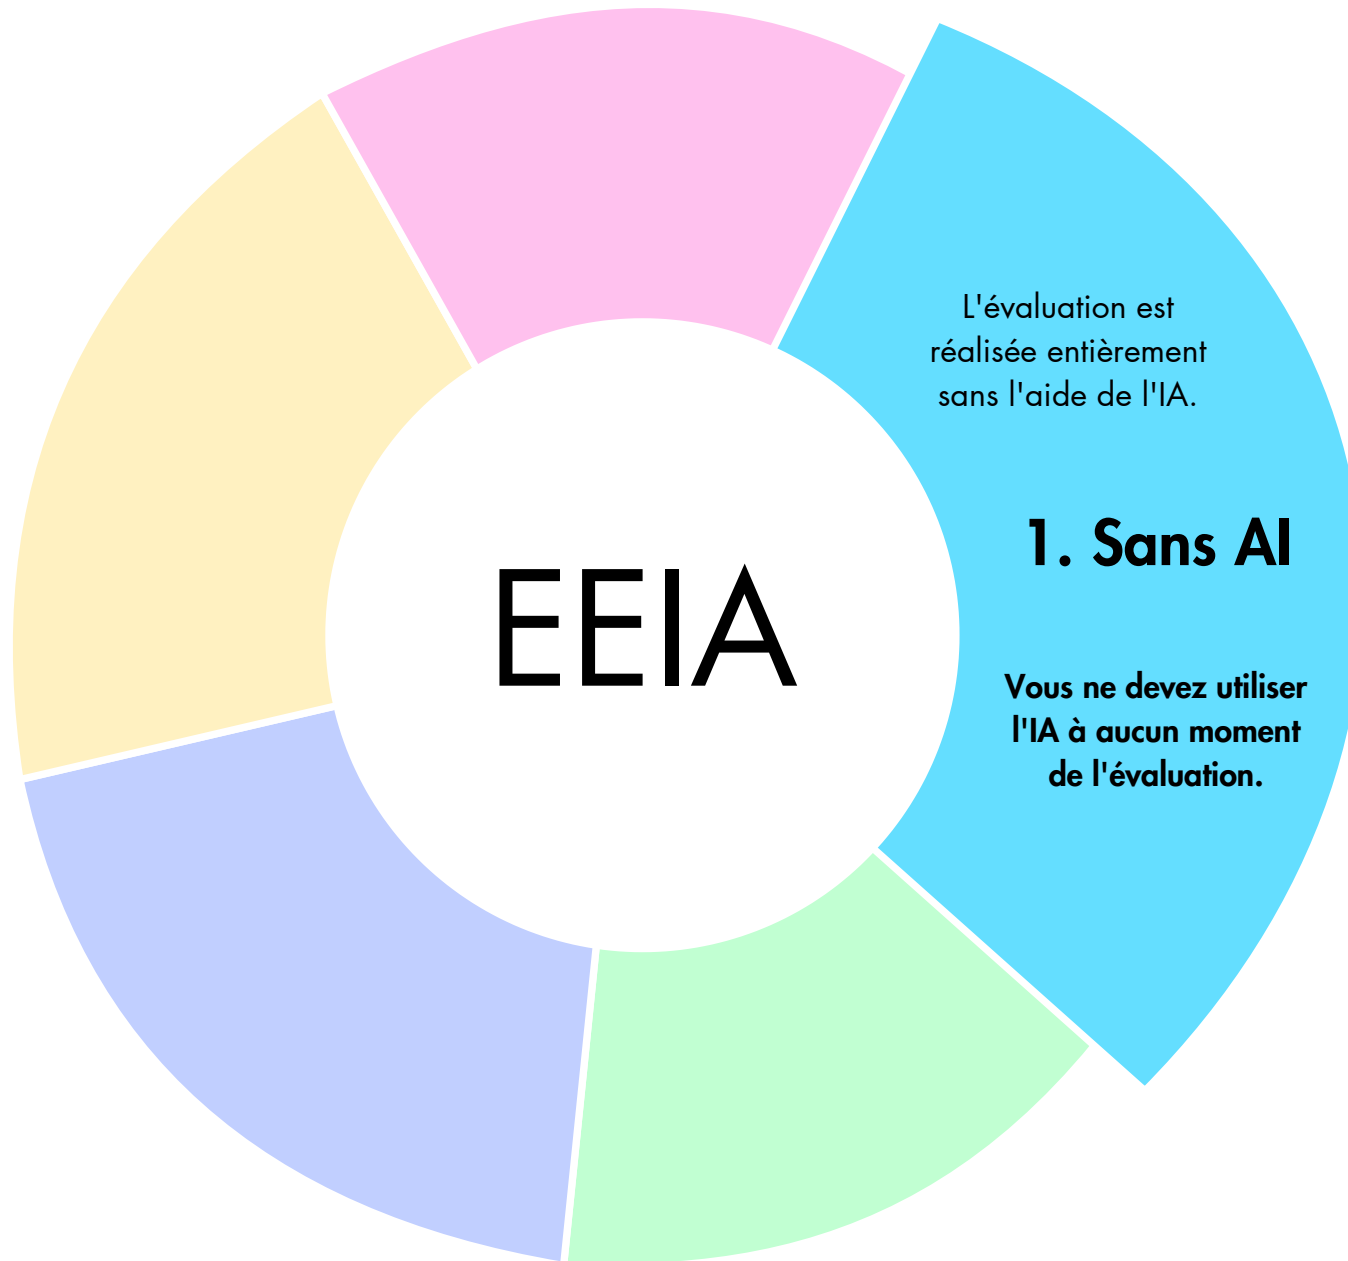 L'évaluation est
réalisée entièrement
sans l'aide de l'IA.
1. Sans AI
EEIA
Vous ne devez utiliser
l'IA à aucun moment
de l'évaluation.